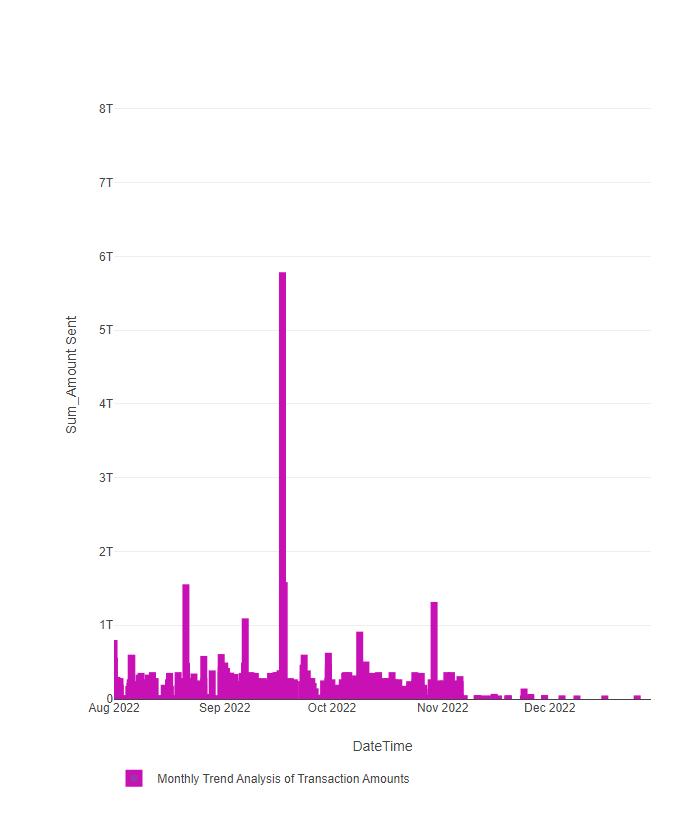 8T
7T
6T
5T
4T
3T
2T
1T
0
Sum_Amount Sent
Aug 2022 Sep 2022 Oct 2022 Nov 2022 Dec 2022
DateTime
Monthly Trend Analysis of Transaction Amounts